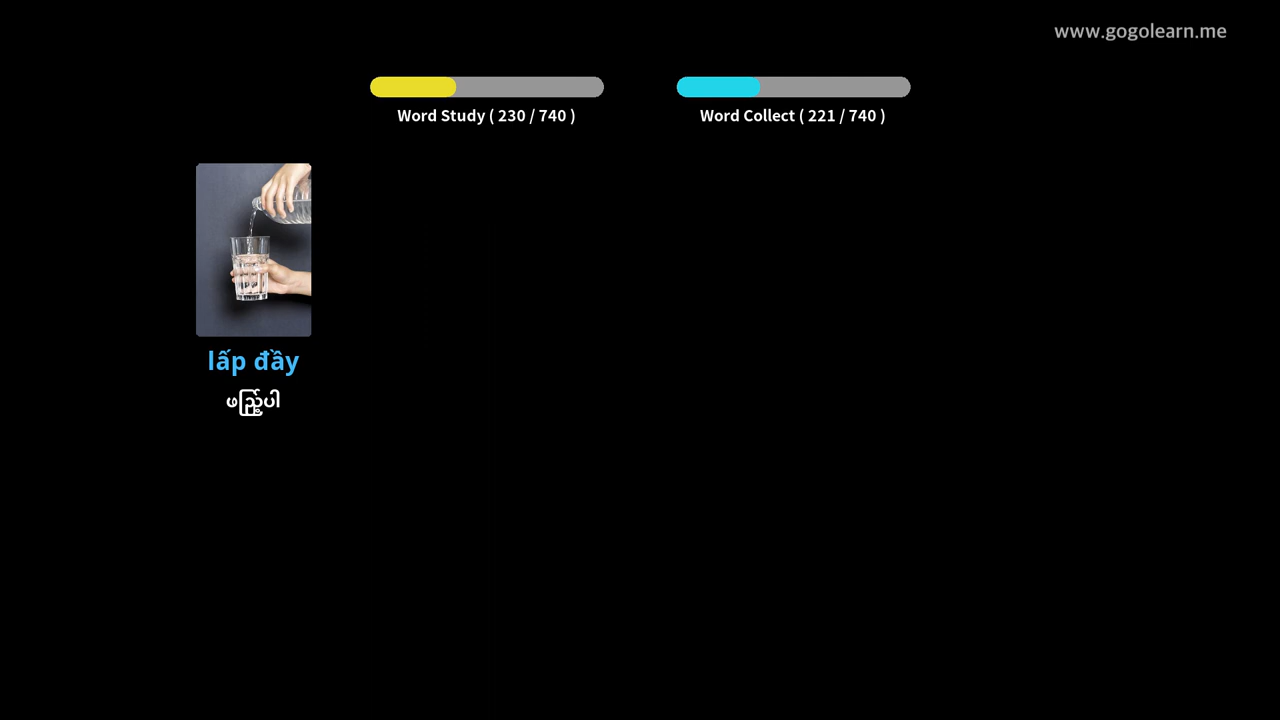 www.gogolearn.me
Word Study ( 230 / 740 )
Word Collect ( 221 / 740 )
lấp đầy
ဖြည့်ပါ